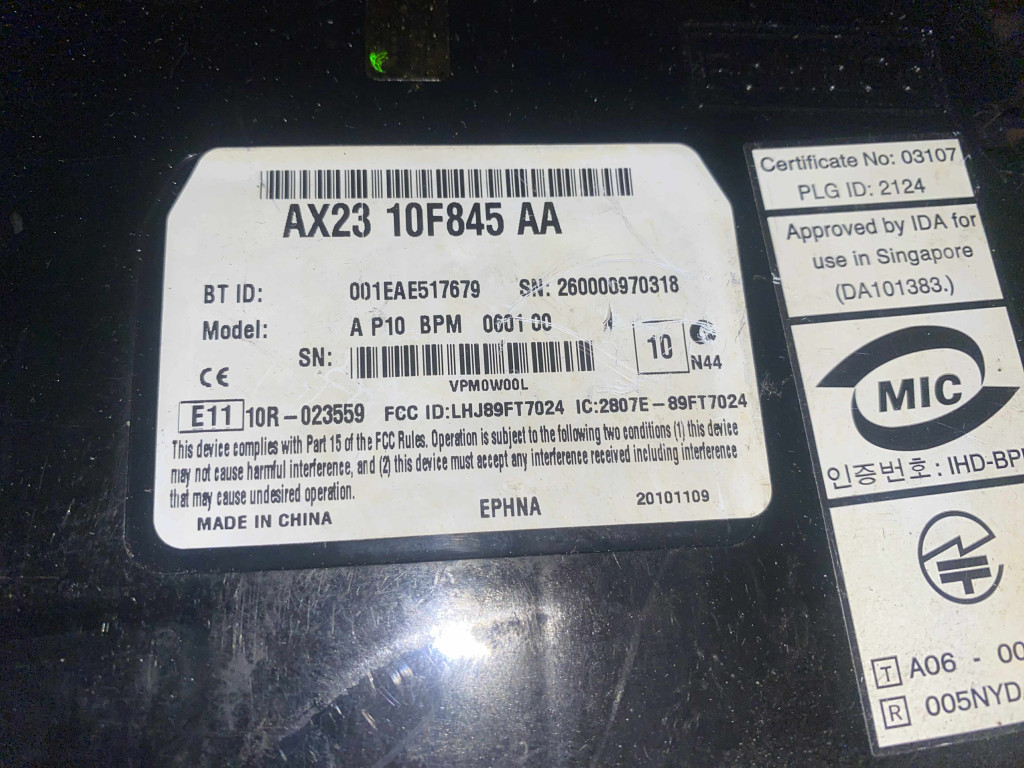 AX23 10F845 AA
BT ID: 001EAE517679 SN: 260000970318
Model: A P10 BPM 0601 00
SN:
10
N44
VPM0W00L
CE
E11 10R-023559 FCC ID:LHJ89FT7024 IC:2807E-89FT7024
This device complies with Part 15 of the FCC Rules. Operation is subject to the following two conditions (1) this device
may not cause harmful interference, and (2) this device must accept any interference received including interference
that may cause undesired operation.
MADE IN CHINA EPHNA 20101109
Certificate No: 03107
PLG ID: 2124
Approved by IDA for
use in Singapore
(DA101383.)
MIC
인증번호: IHD-BP
T A06 - 00
R 005NYD